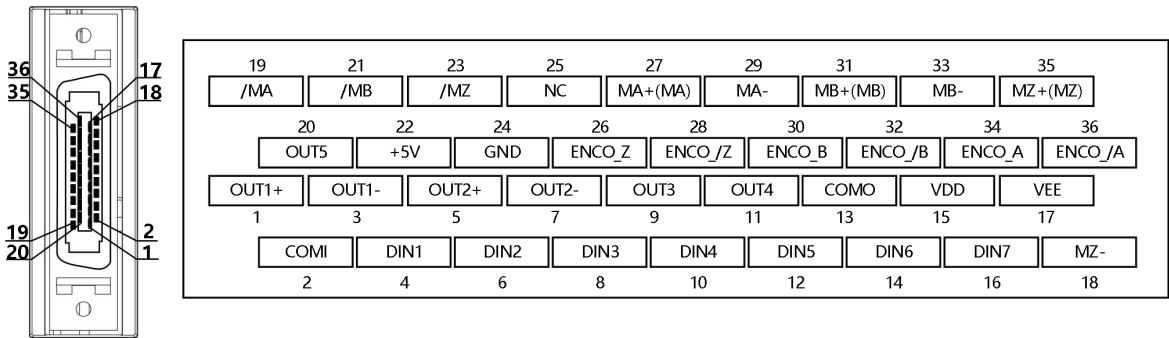 36 17
35 18
19 2
20 1
19 21 23 25 27 29 31 33 35
/MA /MB /MZ NC MA+(MA) MA- MB+(MB) MB- MZ+(MZ)
20 22 24 26 28 30 32 34 36
OUT5 +5V GND ENCO_Z ENCO_/Z ENCO_B ENCO_/B ENCO_A ENCO_/A
OUT1+ OUT1- OUT2+ OUT2- OUT3 OUT4 COMO VDD VEE
1 3 5 7 9 11 13 15 17
COMI DIN1 DIN2 DIN3 DIN4 DIN5 DIN6 DIN7 MZ-
2 4 6 8 10 12 14 16 18